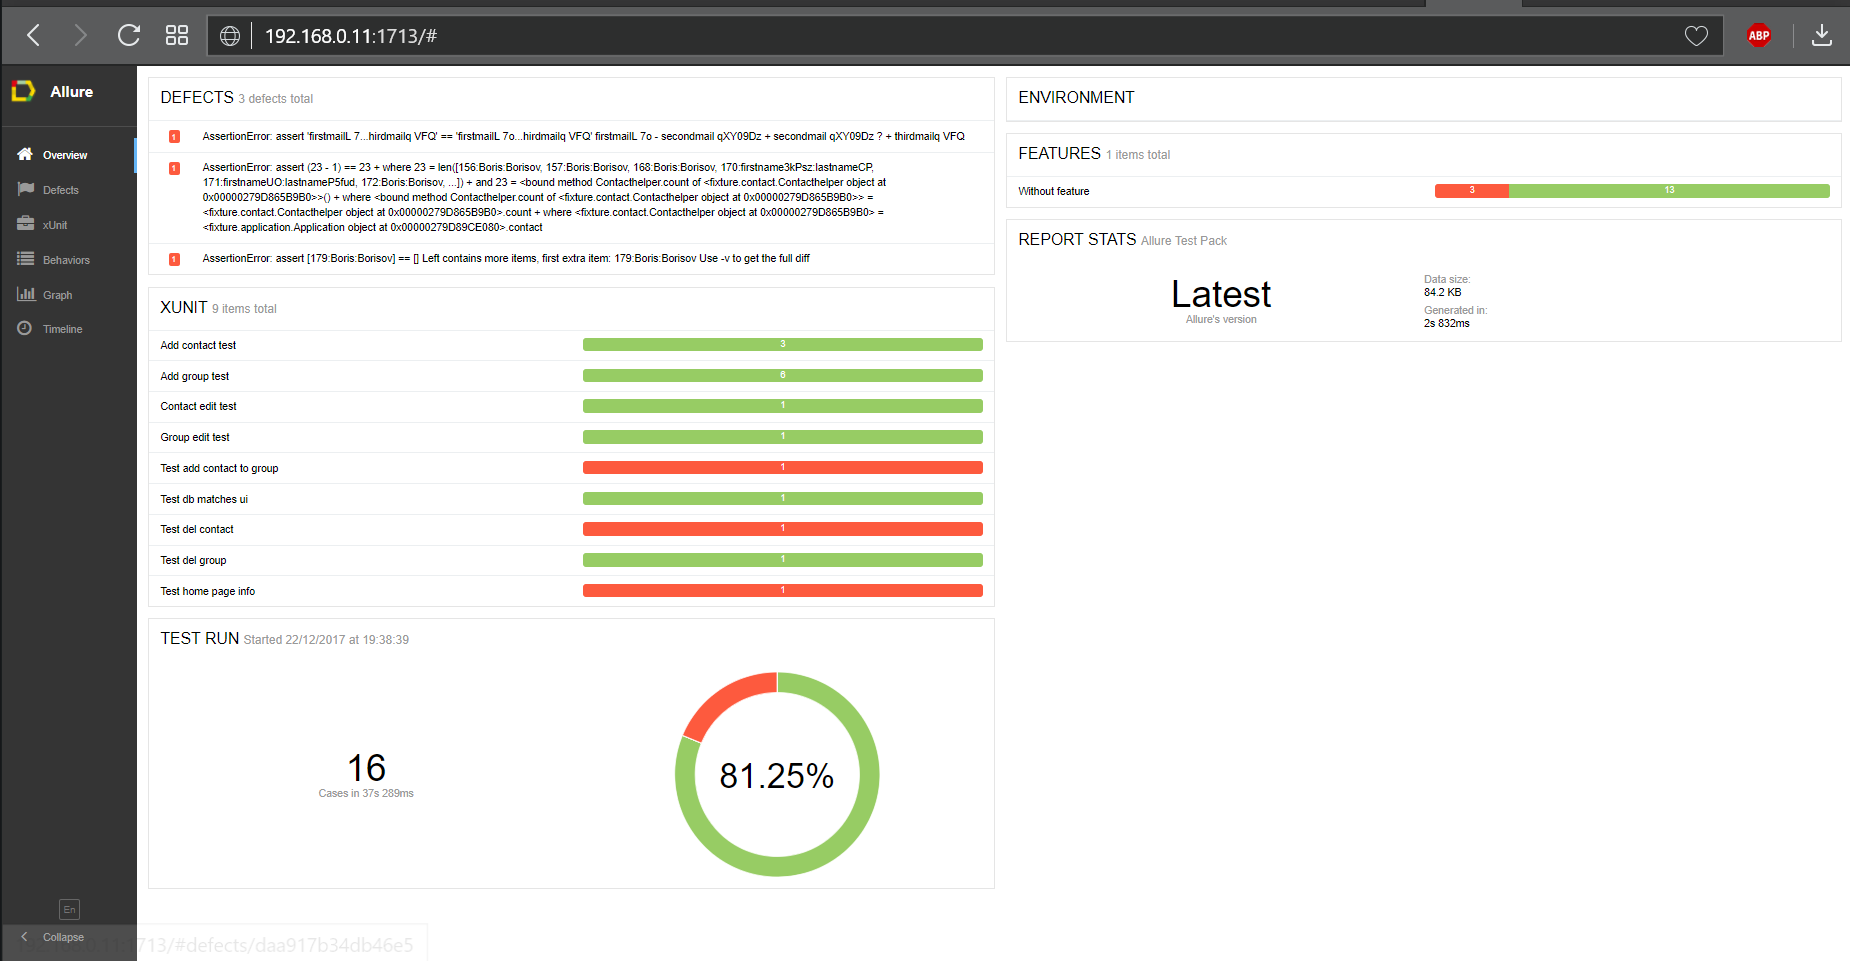 192.168.0.11:1713/#
ABP
Allure
Overview
Defects
xUnit
Behaviors
Graph
Timeline
En
Collapse
DEFECTS 3 defects total
1 AssertionError: assert 'firstmailL 7...hirdmailq VFQ' == 'firstmailL 7o...hirdmailq VFQ' firstmailL 7o - secondmail qXY09Dz + secondmail qXY09Dz ? + thirdmailq VFQ
1 AssertionError: assert (23 - 1) == 23 + where 23 = len([156:Boris:Borisov, 157:Boris:Borisov, 168:Boris:Borisov, 170:firstname3kPsz:lastnameCP,
171:firstnameUO:lastnameP5fud, 172:Boris:Borisov, ...]) + and 23 = <bound method Contacthelper.count of <fixture.contact.Contacthelper object at
0x00000279D865B9B0>>() + where <bound method Contacthelper.count of <fixture.contact.Contacthelper object at 0x00000279D865B9B0>> =
<fixture.contact.Contacthelper object at 0x00000279D865B9B0>.count + where <fixture.contact.Contacthelper object at 0x00000279D865B9B0> =
<fixture.application.Application object at 0x00000279D89CE080>.contact
1 AssertionError: assert [179:Boris:Borisov] == [] Left contains more items, first extra item: 179:Boris:Borisov Use -v to get the full diff
XUNIT 9 items total
Add contact test 3
Add group test 6
Contact edit test 1
Group edit test 1
Test add contact to group 1
Test db matches ui 1
Test del contact 1
Test del group 1
Test home page info 1
TEST RUN Started 22/12/2017 at 19:38:39
16
Cases in 37s 289ms
81.25%
ENVIRONMENT
FEATURES 1 items total
Without feature 3 13
REPORT STATS Allure Test Pack
Latest
Allure's version
Data size:
84.2 KB
Generated in:
2s 832ms
713/#defects/daa917b34db46e5